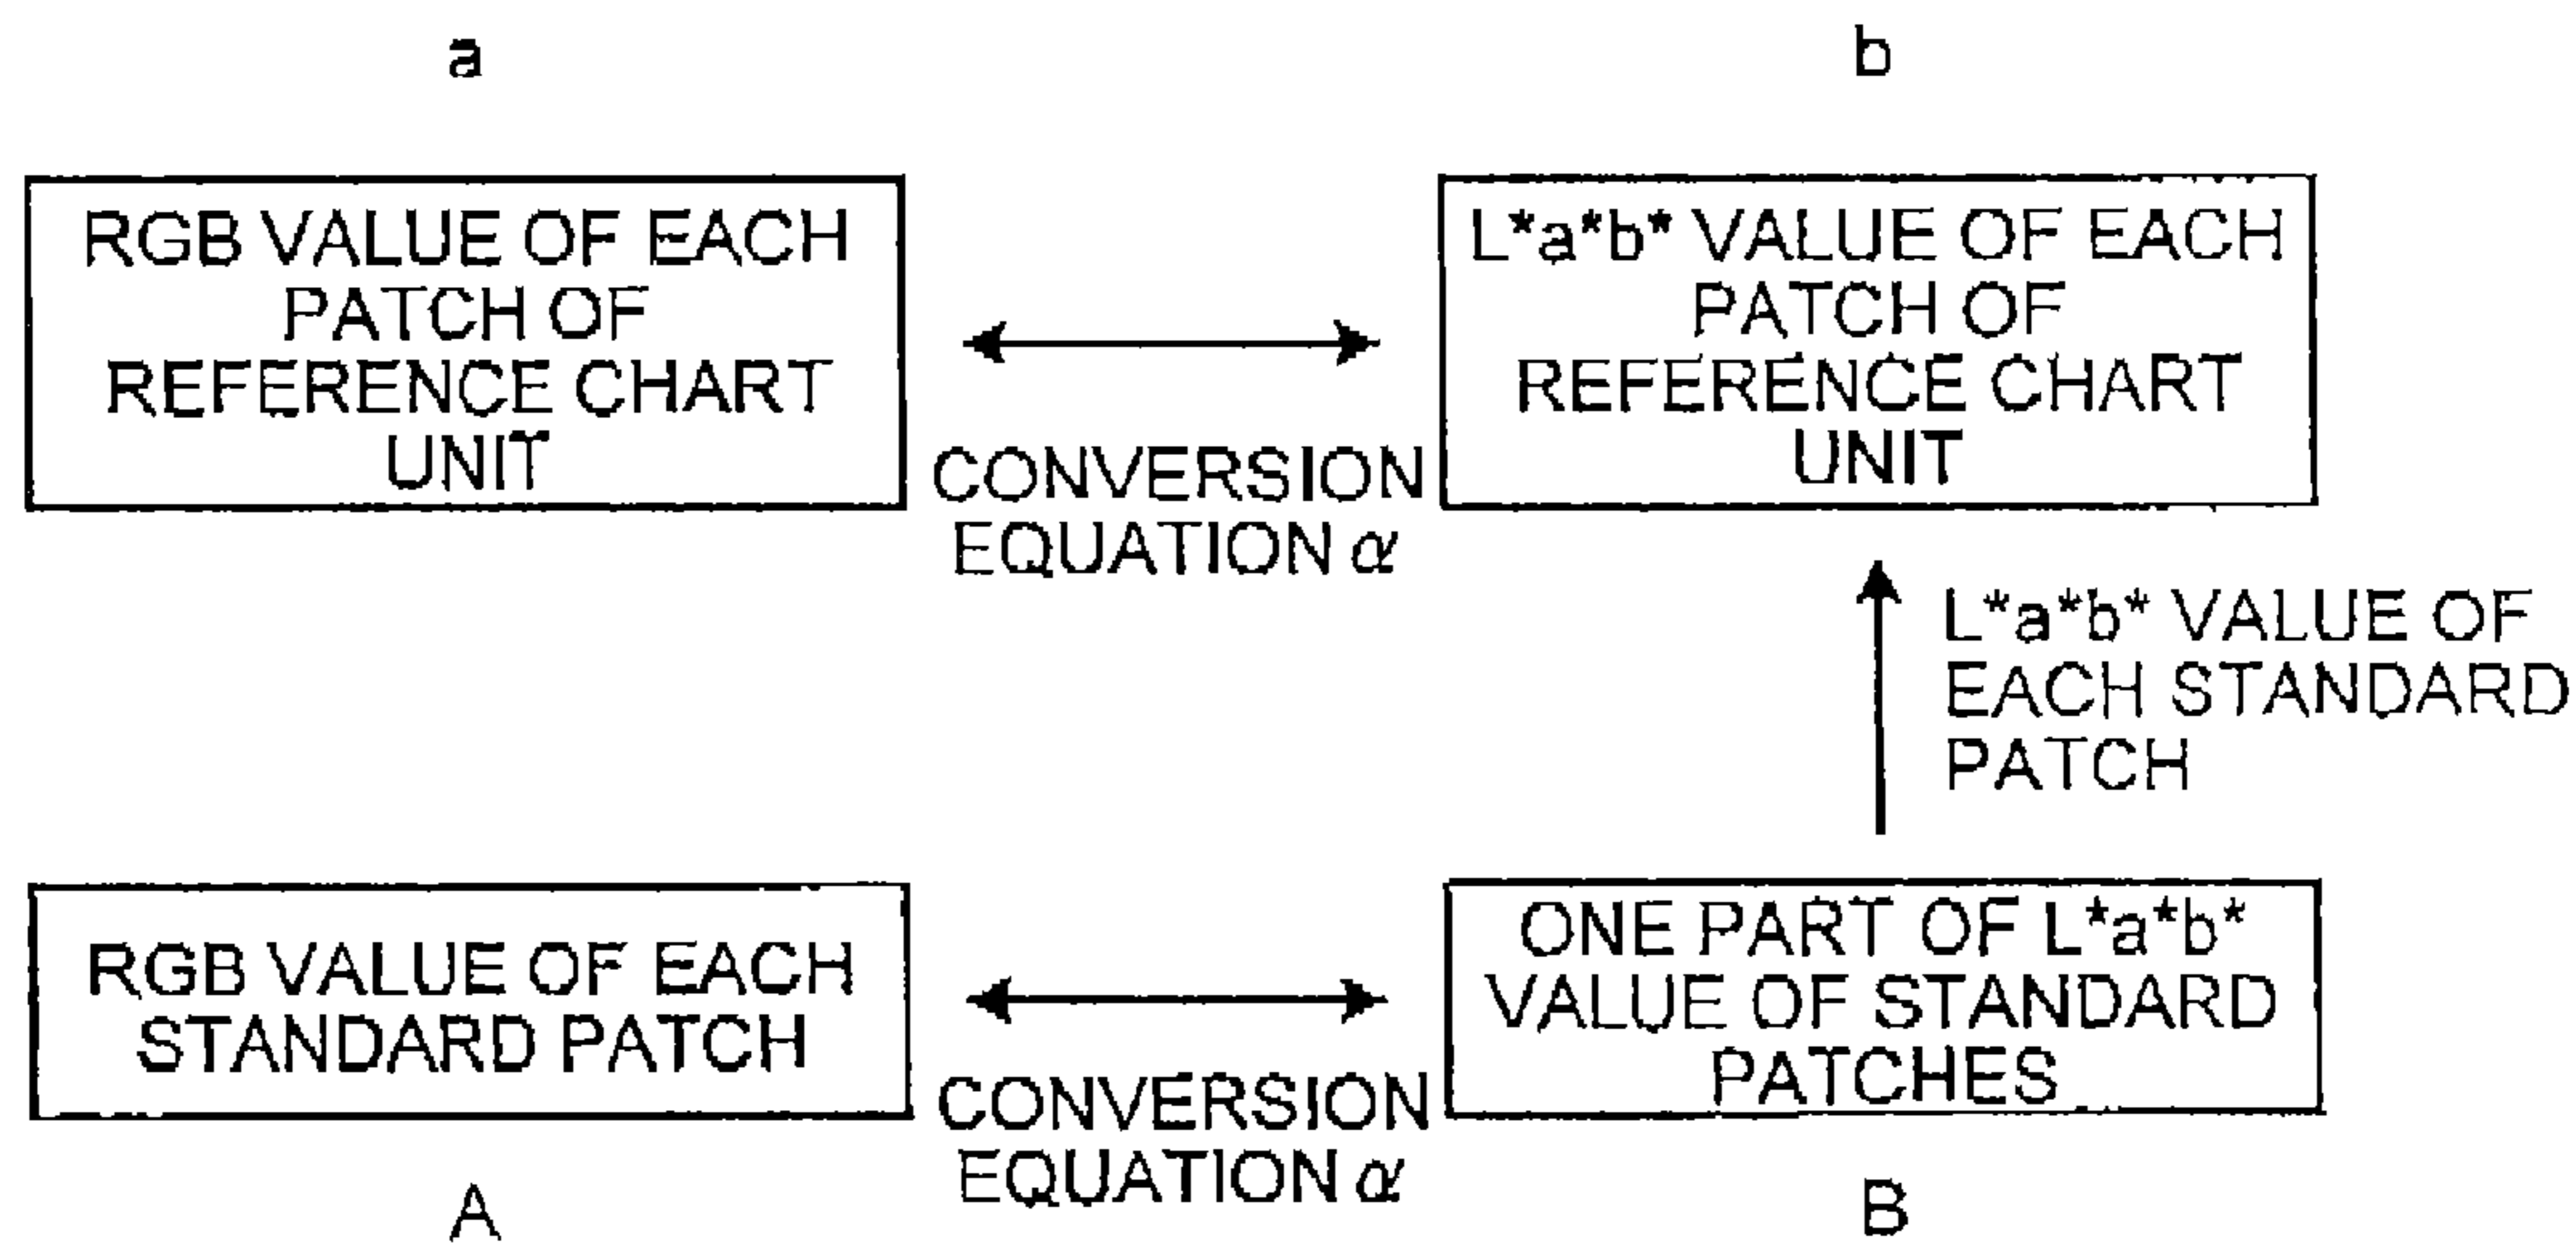 a
b
RGB VALUE OF EACH
PATCH OF
REFERENCE CHART
UNIT
CONVERSION
EQUATION α
L*a*b* VALUE OF EACH
PATCH OF
REFERENCE CHART
UNIT
L*a*b* VALUE OF
EACH STANDARD
PATCH
RGB VALUE OF EACH
STANDARD PATCH
CONVERSION
EQUATION α
ONE PART OF L*a*b*
VALUE OF STANDARD
PATCHES
A
B